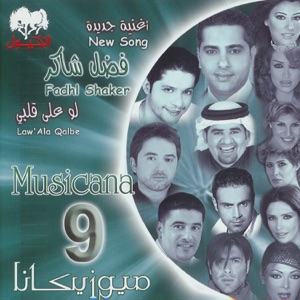 أغنية جديدة
New Song
فضل شاكر
Fadhl Shaker
لو على قلبي
Law'Ala Qalbe
Musicana
9
ميوزيكانا